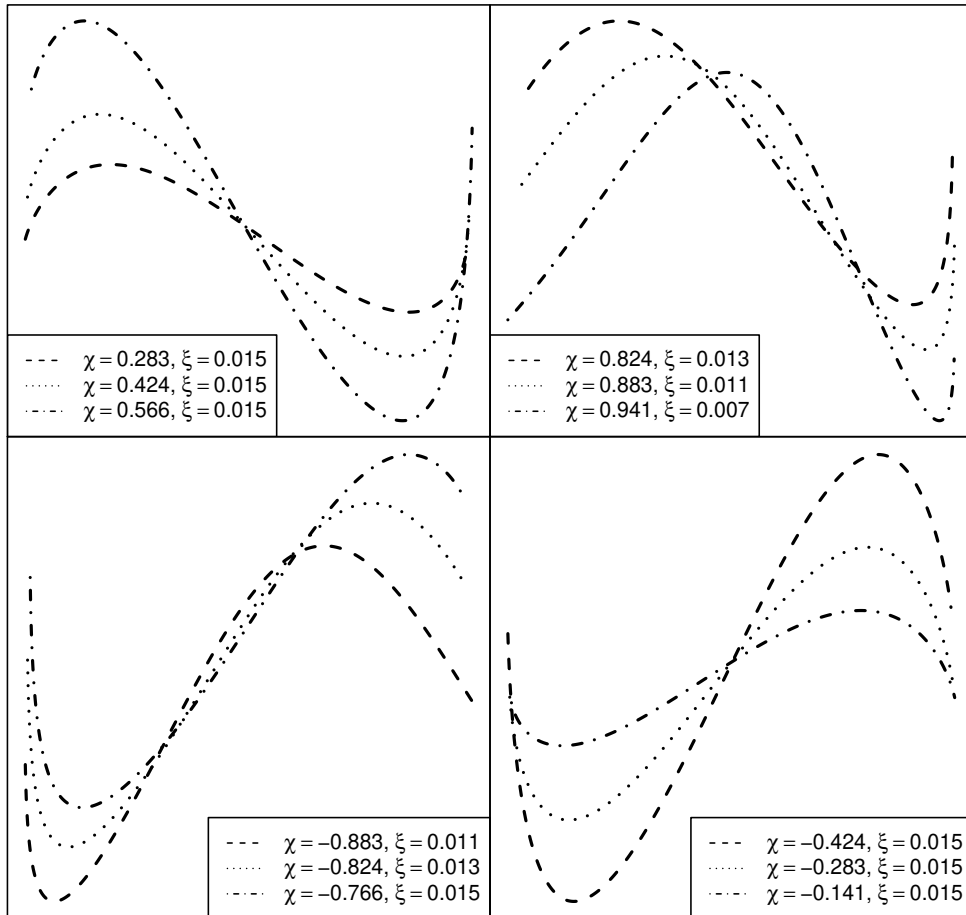 χ = 0.283, ξ = 0.015
χ = 0.424, ξ = 0.015
χ = 0.566, ξ = 0.015
χ = 0.824, ξ = 0.013
χ = 0.883, ξ = 0.011
χ = 0.941, ξ = 0.007
χ = −0.883, ξ = 0.011
χ = −0.824, ξ = 0.013
χ = −0.766, ξ = 0.015
χ = −0.424, ξ = 0.015
χ = −0.283, ξ = 0.015
χ = −0.141, ξ = 0.015